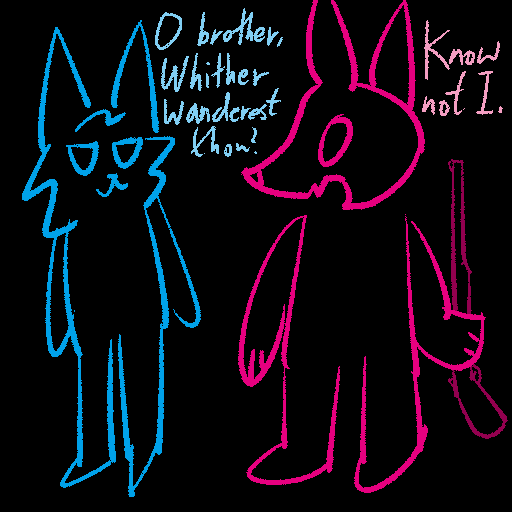 O brother,
Whither
wanderest
thou?
Know
not I.